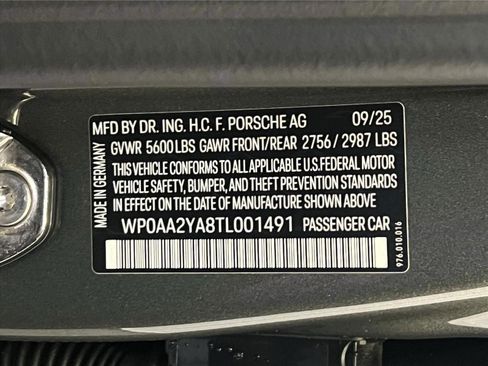 MFD BY DR. ING. H.C. F. PORSCHE AG 09/25
GVWR 5600 LBS GAWR FRONT/REAR 2756 / 2987 LBS
THIS VEHICLE CONFORMS TO ALL APPLICABLE U.S. FEDERAL MOTOR
VEHICLE SAFETY, BUMPER, AND THEFT PREVENTION STANDARDS
IN EFFECT ON THE DATE OF MANUFACTURE SHOWN ABOVE
WP0AA2YA8TL001491 PASSENGER CAR
MADE IN GERMANY
976.010.016